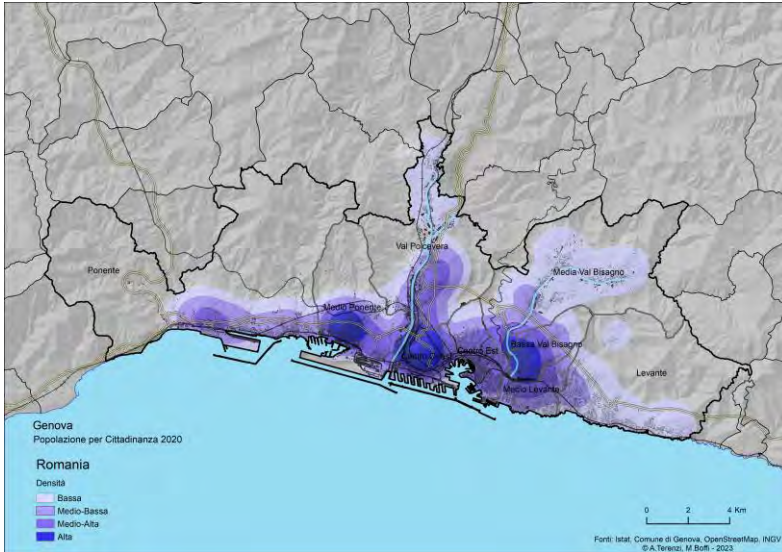 Val Polcevera
Ponente
Media Val Bisagno
Medio Ponente
Centro Est
Bassa Val Bisagno
Levante
Medio Levante
Genova
Popolazione per Cittadinanza 2020
Romania
Densità
Bassa
Medio-Bassa
Medio-Alta
Alta
0 2 4 Km
Fonti: Istat, Comune di Genova, OpenStreetMap, INGV
© A.Terenzi, M.Boffi - 2023